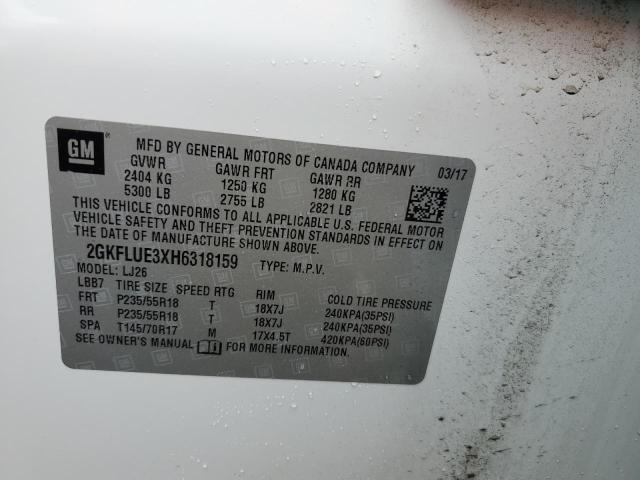 GM ®
MFD BY GENERAL MOTORS OF CANADA COMPANY 03/17
GVWR GAWR FRT GAWR RR
2404 KG 1250 KG 1280 KG
5300 LB 2755 LB 2821 LB
THIS VEHICLE CONFORMS TO ALL APPLICABLE U.S. FEDERAL MOTOR
VEHICLE SAFETY AND THEFT PREVENTION STANDARDS IN EFFECT ON
THE DATE OF MANUFACTURE SHOWN ABOVE.
2GKFLUE3XH6318159 TYPE: M.P.V.
MODEL: LJ26
LBB7 TIRE SIZE SPEED RTG RIM COLD TIRE PRESSURE
FRT P235/55R18 T 18X7J 240KPA(35PSI)
RR P235/55R18 T 18X7J 240KPA(35PSI)
SPA T145/70R17 M 17X4.5T 420KPA(60PSI)
SEE OWNER'S MANUAL FOR MORE INFORMATION.